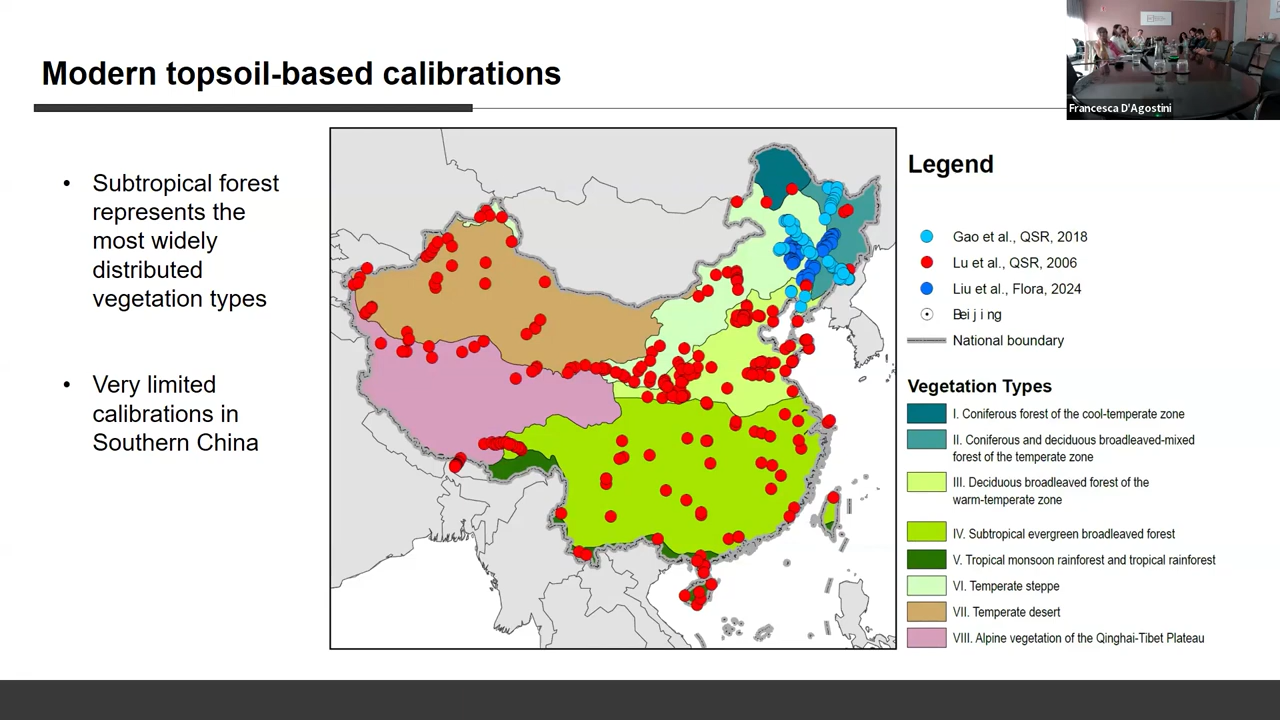 Modern topsoil-based calibrations
Francesca D'Agostini
• Subtropical forest
represents the
most widely
distributed
vegetation types
• Very limited
calibrations in
Southern China
Legend
Gao et al., QSR, 2018
Lu et al., QSR, 2006
Liu et al., Flora, 2024
Beijing
National boundary
Vegetation Types
I. Coniferous forest of the cool-temperate zone
II. Coniferous and deciduous broadleaved-mixed
forest of the temperate zone
III. Deciduous broadleaved forest of the
warm-temperate zone
IV. Subtropical evergreen broadleaved forest
V. Tropical monsoon rainforest and tropical rainforest
VI. Temperate steppe
VII. Temperate desert
VIII. Alpine vegetation of the Qinghai-Tibet Plateau